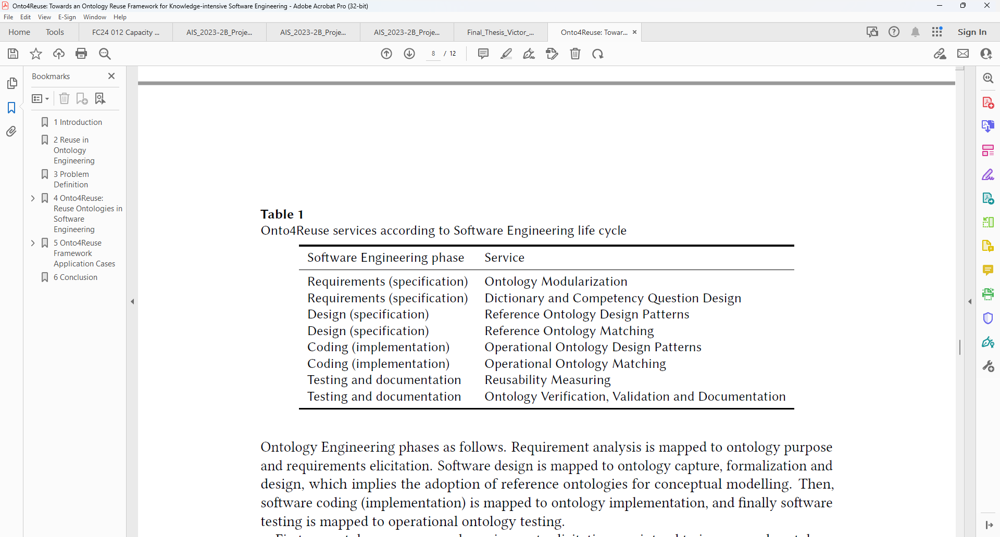 Onto4Reuse: Towards an Ontology Reuse Framework for Knowledge-intensive Software Engineering - Adobe Acrobat Pro (32-bit)
File Edit View E-Sign Window Help
Home Tools FC24 012 Capacity ... AIS_2023-2B_Proje... AIS_2023-2B_Proje... AIS_2023-2B_Proje... Final_Thesis_Victor_... Onto4Reuse: Towar... Sign In
8 / 12
Bookmarks
1 Introduction
2 Reuse in
Ontology
Engineering
3 Problem
Definition
4 Onto4Reuse:
Reuse Ontologies in
Software
Engineering
5 Onto4Reuse
Framework
Application Cases
6 Conclusion
Table 1
Onto4Reuse services according to Software Engineering life cycle
Software Engineering phase Service
Requirements (specification) Ontology Modularization
Requirements (specification) Dictionary and Competency Question Design
Design (specification) Reference Ontology Design Patterns
Design (specification) Reference Ontology Matching
Coding (implementation) Operational Ontology Design Patterns
Coding (implementation) Operational Ontology Matching
Testing and documentation Reusability Measuring
Testing and documentation Ontology Verification, Validation and Documentation
Ontology Engineering phases as follows. Requirement analysis is mapped to ontology purpose
and requirements elicitation. Software design is mapped to ontology capture, formalization and
design, which implies the adoption of reference ontologies for conceptual modelling. Then,
software coding (implementation) is mapped to ontology implementation, and finally software
testing is mapped to operational ontology testing.